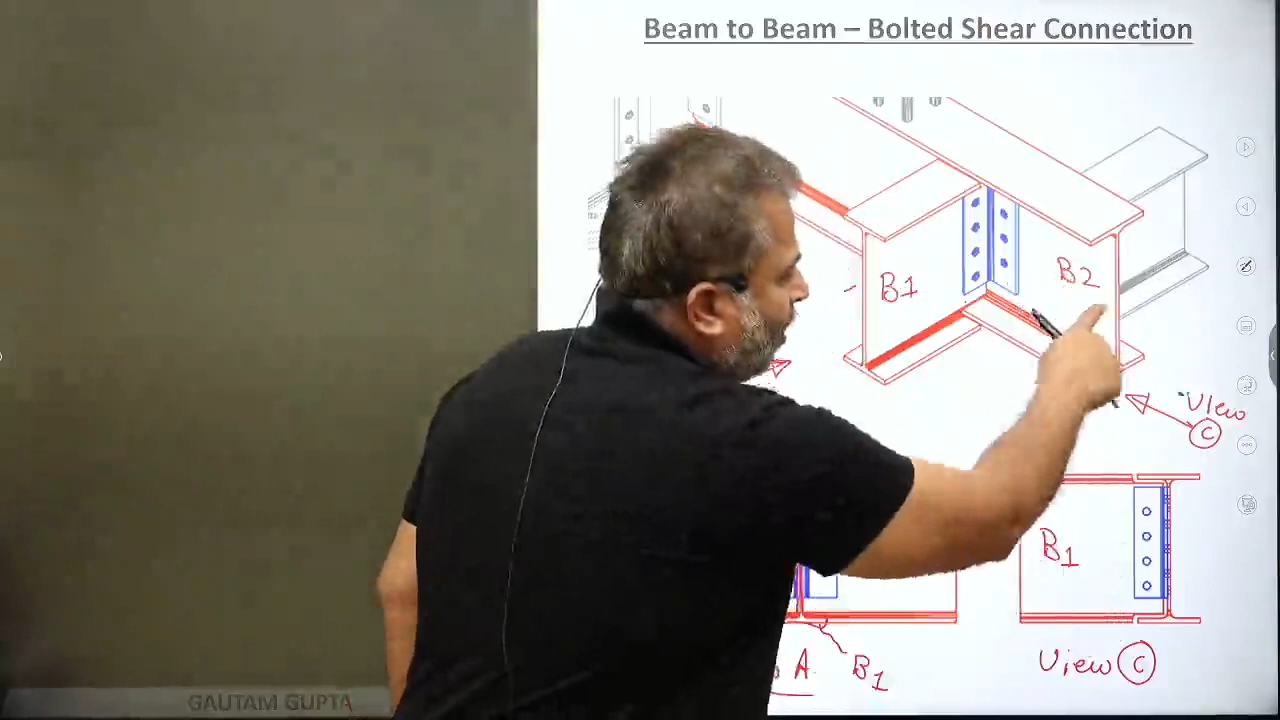 Beam to Beam – Bolted Shear Connection
B1
B2
View
C
B1
A
B1
View C
GAUTAM GUPTA